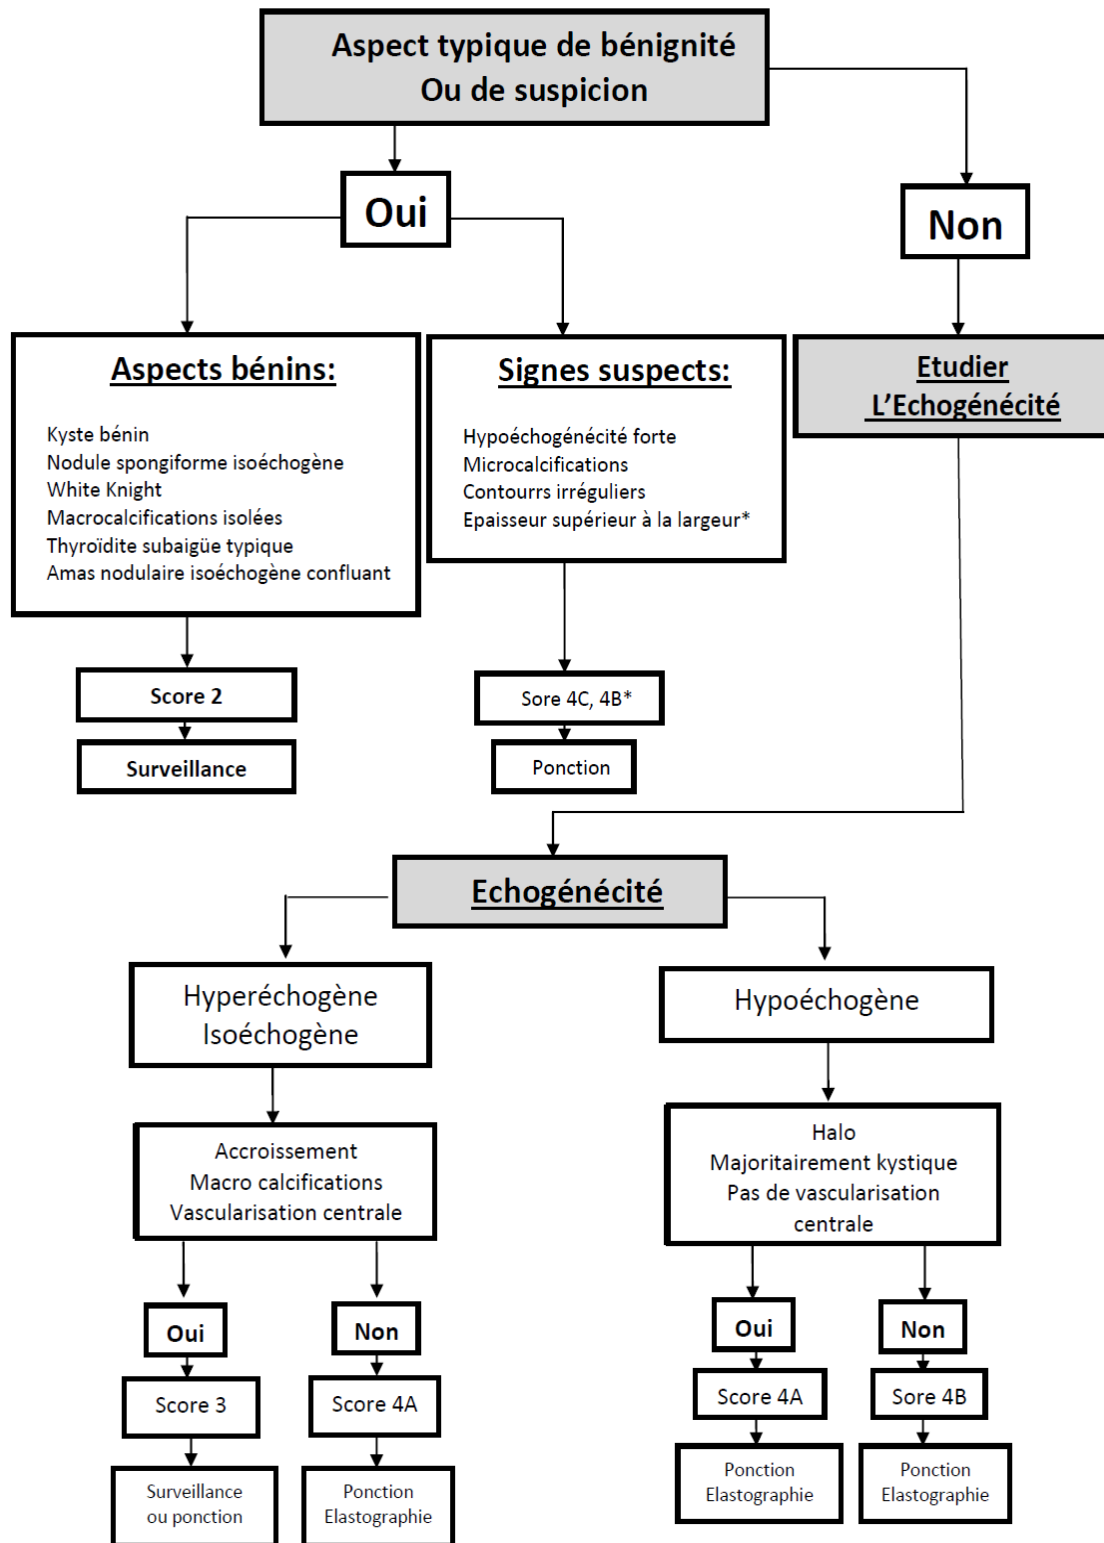 Aspect typique de bénignité
Ou de suspicion
Oui
Non
Aspects bénins:
Kyste bénin
Nodule spongiforme isoéchogène
White Knight
Macrocalcifications isolées
Thyroïdite subaigüe typique
Amas nodulaire isoéchogène confluant
Signes suspects:
Hypoéchogénécité forte
Microcalcifications
Contourrs irréguliers
Epaisseur supérieur à la largeur*
Etudier
L’Echogénécité
Score 2
Surveillance
Sore 4C, 4B*
Ponction
Echogénécité
Hyperéchogène
Isoéchogène
Accroissement
Macro calcifications
Vascularisation centrale
Oui
Non
Score 3
Score 4A
Surveillance
ou ponction
Ponction
Elastographie
Hypoéchogène
Halo
Majoritairement kystique
Pas de vascularisation
centrale
Oui
Non
Score 4A
Sore 4B
Ponction
Elastographie
Ponction
Elastographie